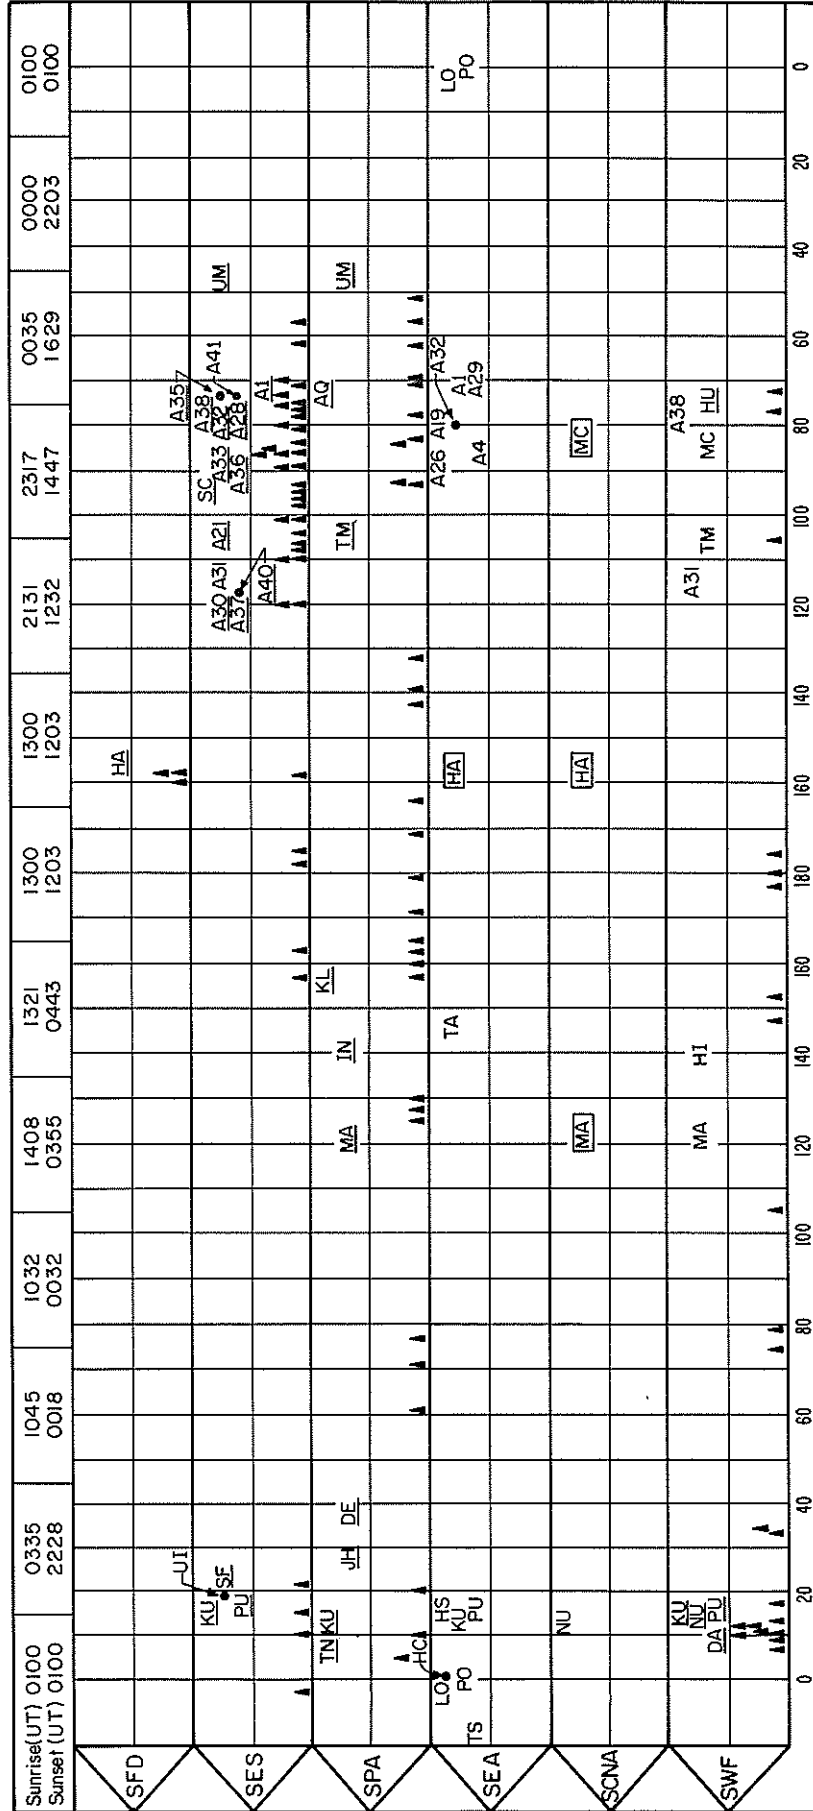 Sunrise(UT) 0100 0335 1045 1032 1408 1321 1300 1300 2131 2317 0035 0000 0100
Sunset (UT) 0100 2228 0018 0032 0355 0443 1203 1203 1232 1447 1629 2203 0100
SFD HA
UI A35
SES KU SF PU A30 A31 A37 A40 A21 SC A33 A36 A38 A32 A28 A41 A1 UM
SPA TN KU JH DE MA IN KL TM AQ UM
HC
SEA TS LO PO HS KU PU TA HA A26 A19 A4 A32 A1 A29 LO PO
SCNA NU MA HA MC
SWF DA KU NU PU MA HI A31 TM MC A38 HU
0 20 40 60 80 100 120 140 160 180 160 140 120 100 80 60 40 20 0